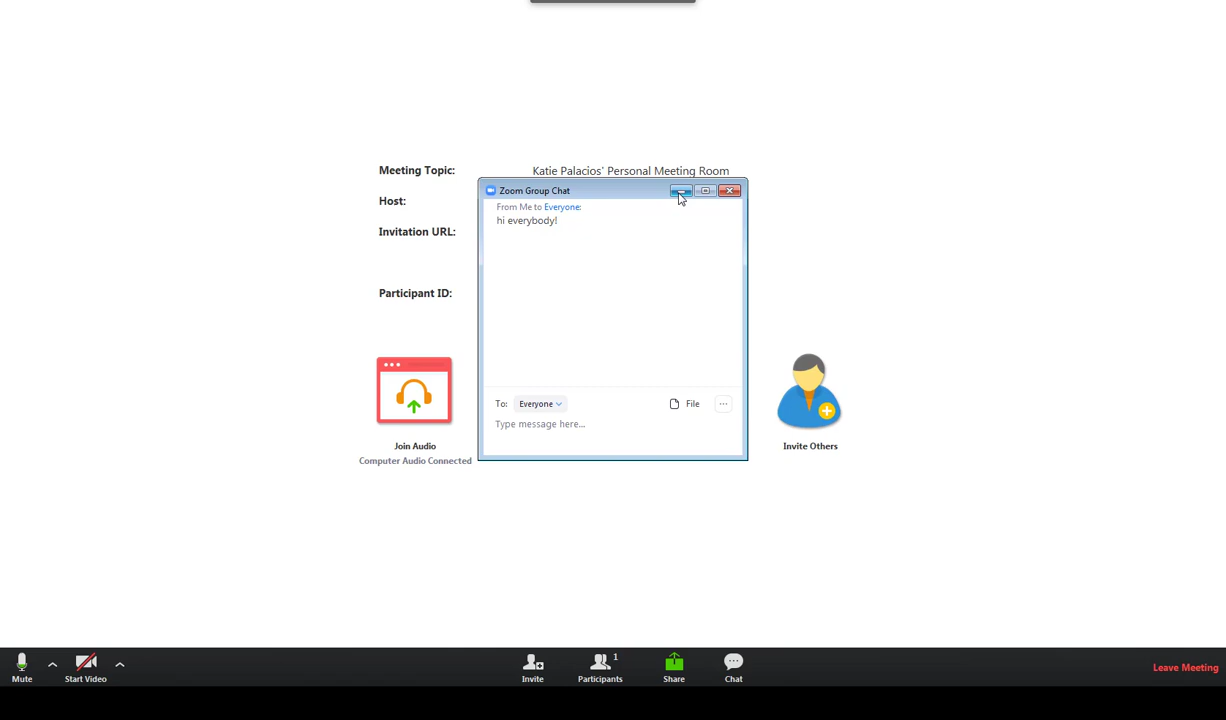 Meeting Topic: Katie Palacios' Personal Meeting Room
Host:
Invitation URL:
Participant ID:
Zoom Group Chat
From Me to Everyone:
hi everybody!
To: Everyone File ...
Type message here...
Join Audio
Computer Audio Connected
Invite Others
1
Mute Start Video Invite Participants Share Chat Leave Meeting